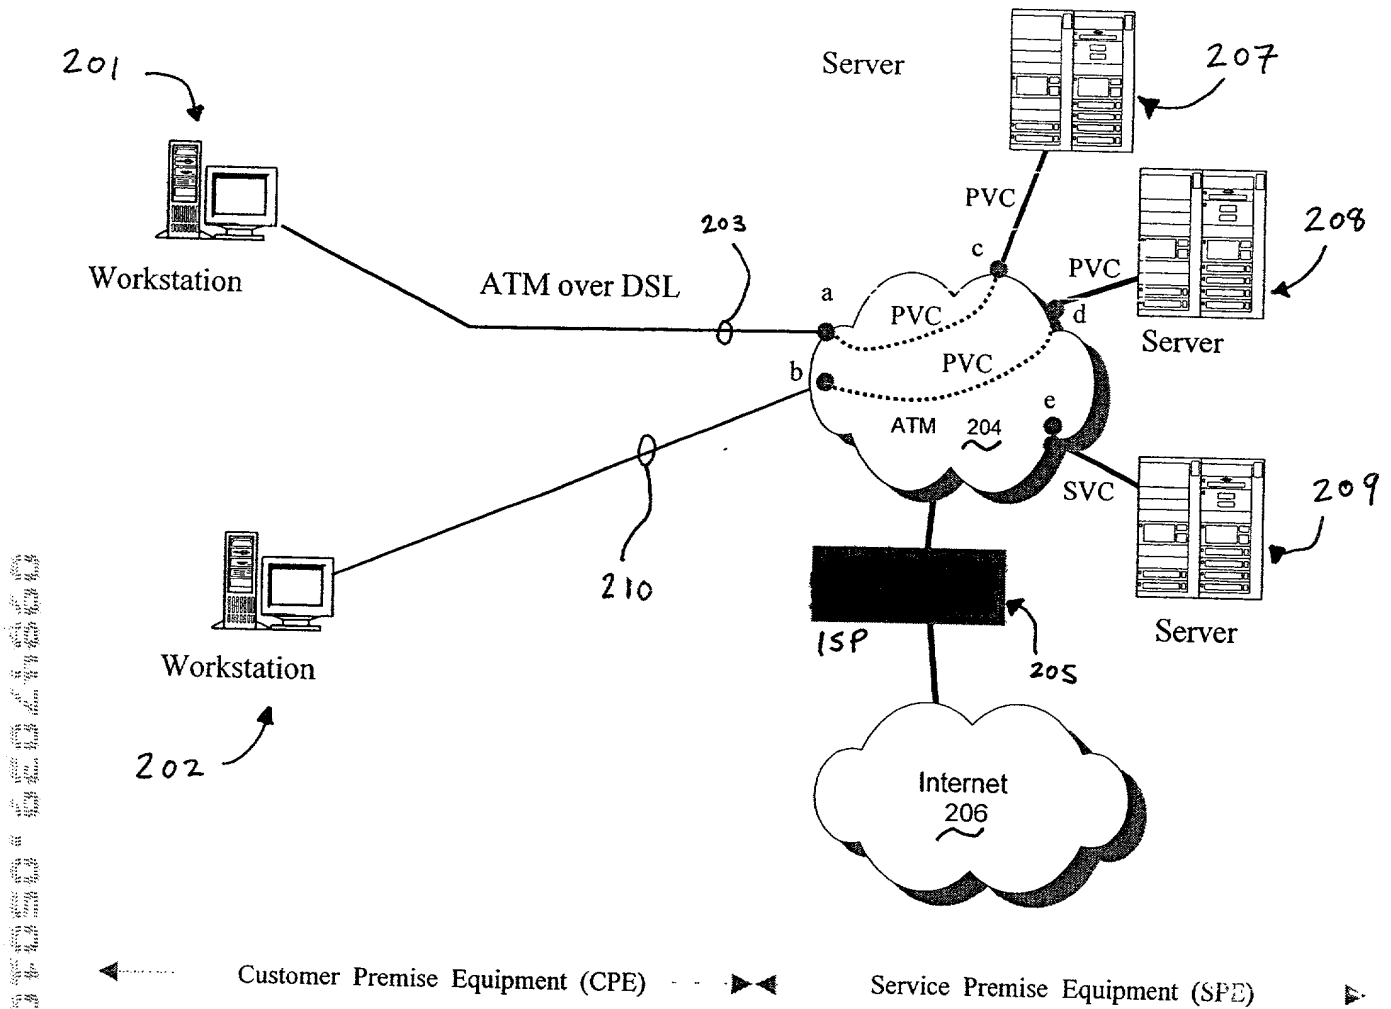 201
Server
207
PVC
208
203
c
PVC
Workstation
ATM over DSL
a
PVC
d
Server
b
PVC
e
ATM
204
SVC
209
210
ISP
205
Server
Workstation
202
Internet
206
Customer Premise Equipment (CPE)
Service Premise Equipment (SPE)